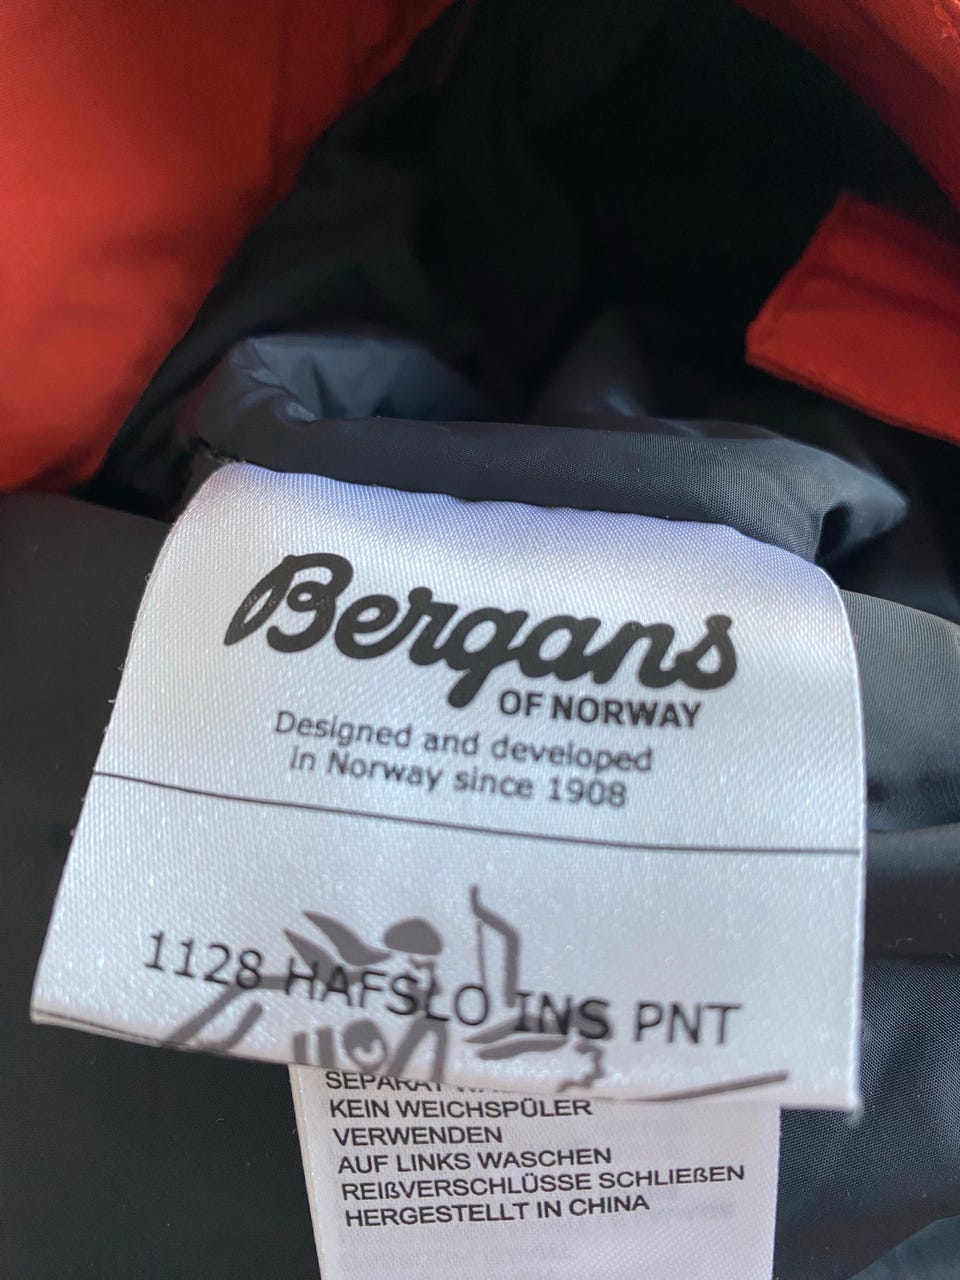 Bergans
OF NORWAY
Designed and developed
in Norway since 1908
1128 HAFSLO INS PNT
SEPARAT
KEIN WEICHSPÜLER
VERWENDEN
AUF LINKS WASCHEN
REIßVERSCHLÜSSE SCHLIEßEN
HERGESTELLT IN CHINA